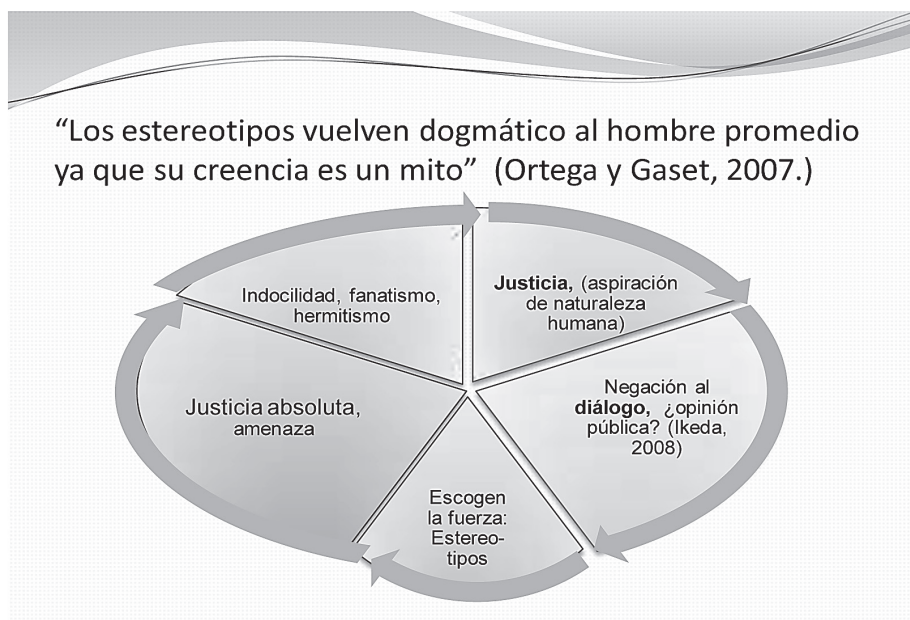 “Los estereotipos vuelven dogmático al hombre promedio
ya que su creencia es un mito” (Ortega y Gaset, 2007.)
Justicia, (aspiración
de naturaleza
humana)
Negación al
diálogo, ¿opinión
pública? (Ikeda,
2008)
Escogen
la fuerza:
Estereo-
tipos
Justicia absoluta,
amenaza
Indocilidad, fanatismo,
hermitismo